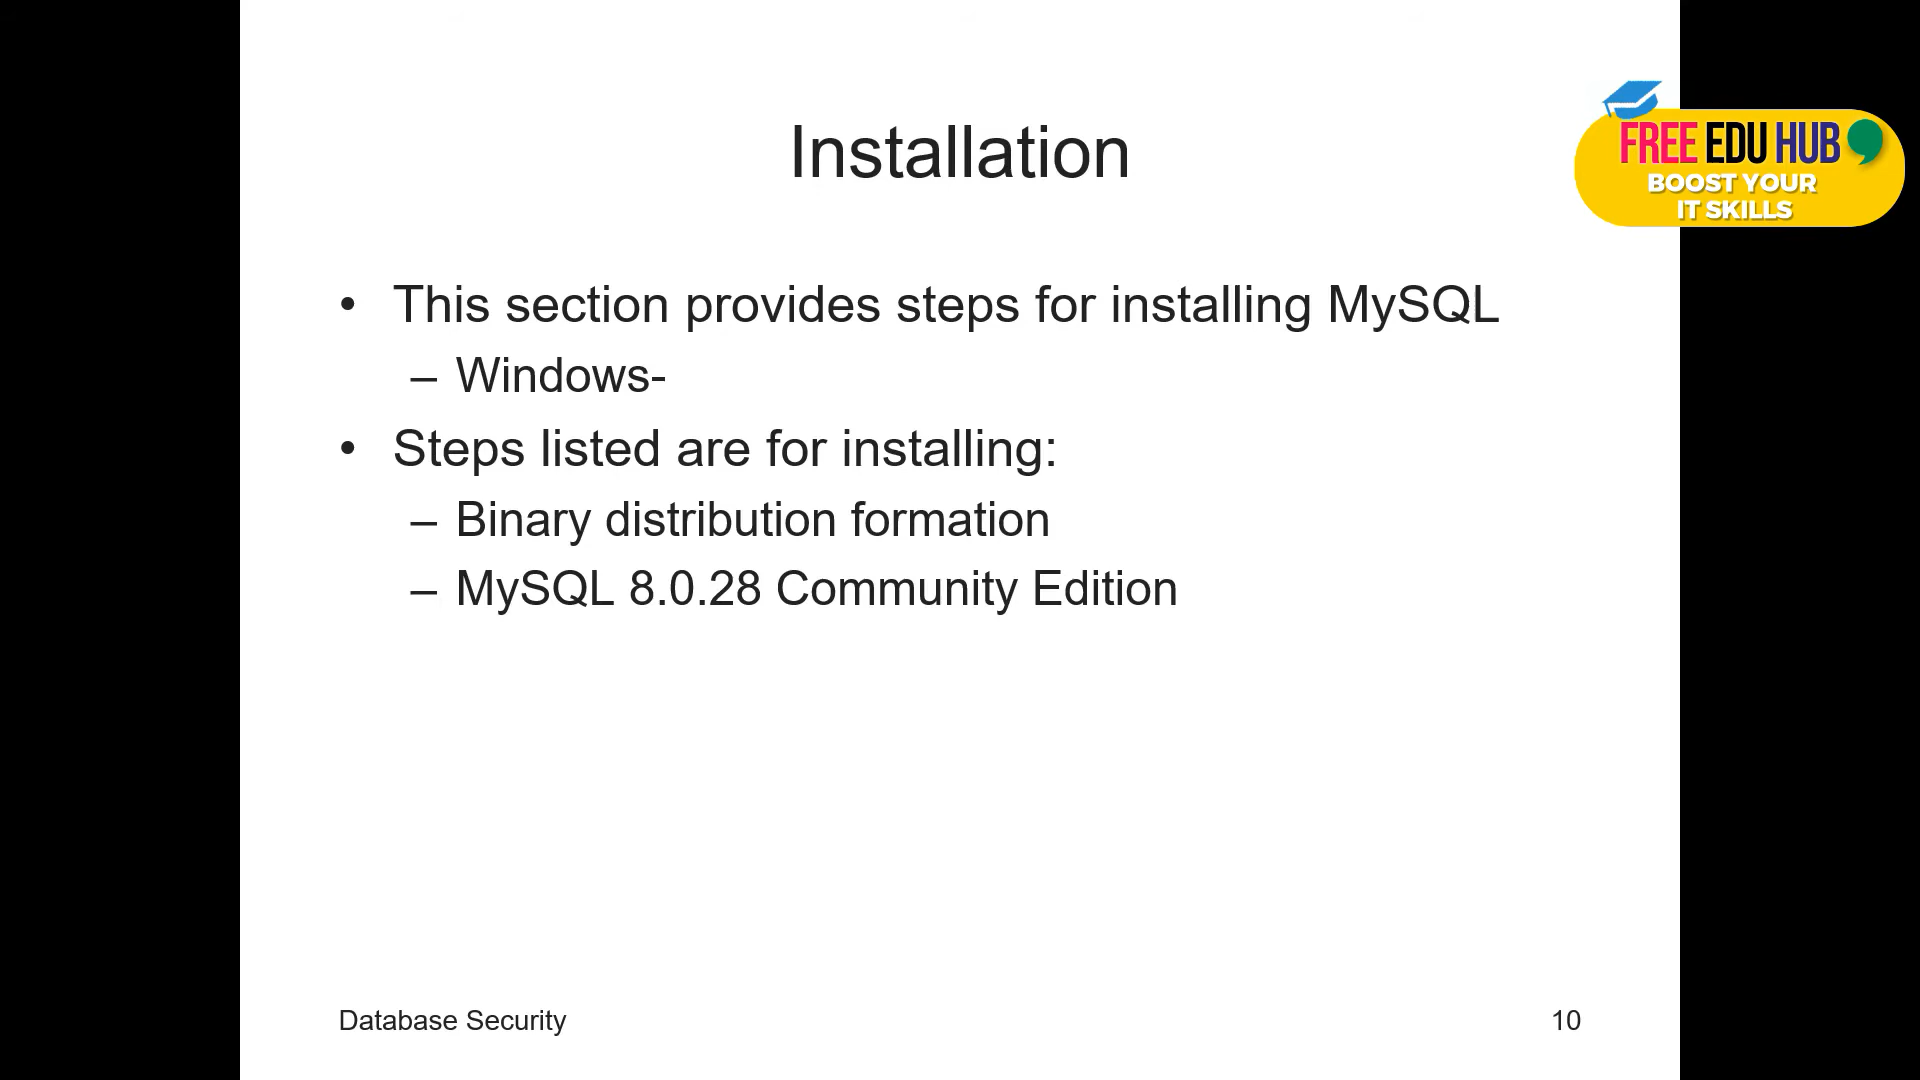 Installation
FREE EDU HUB
BOOST YOUR
IT SKILLS
• This section provides steps for installing MySQL
– Windows-
• Steps listed are for installing:
– Binary distribution formation
– MySQL 8.0.28 Community Edition
Database Security
10